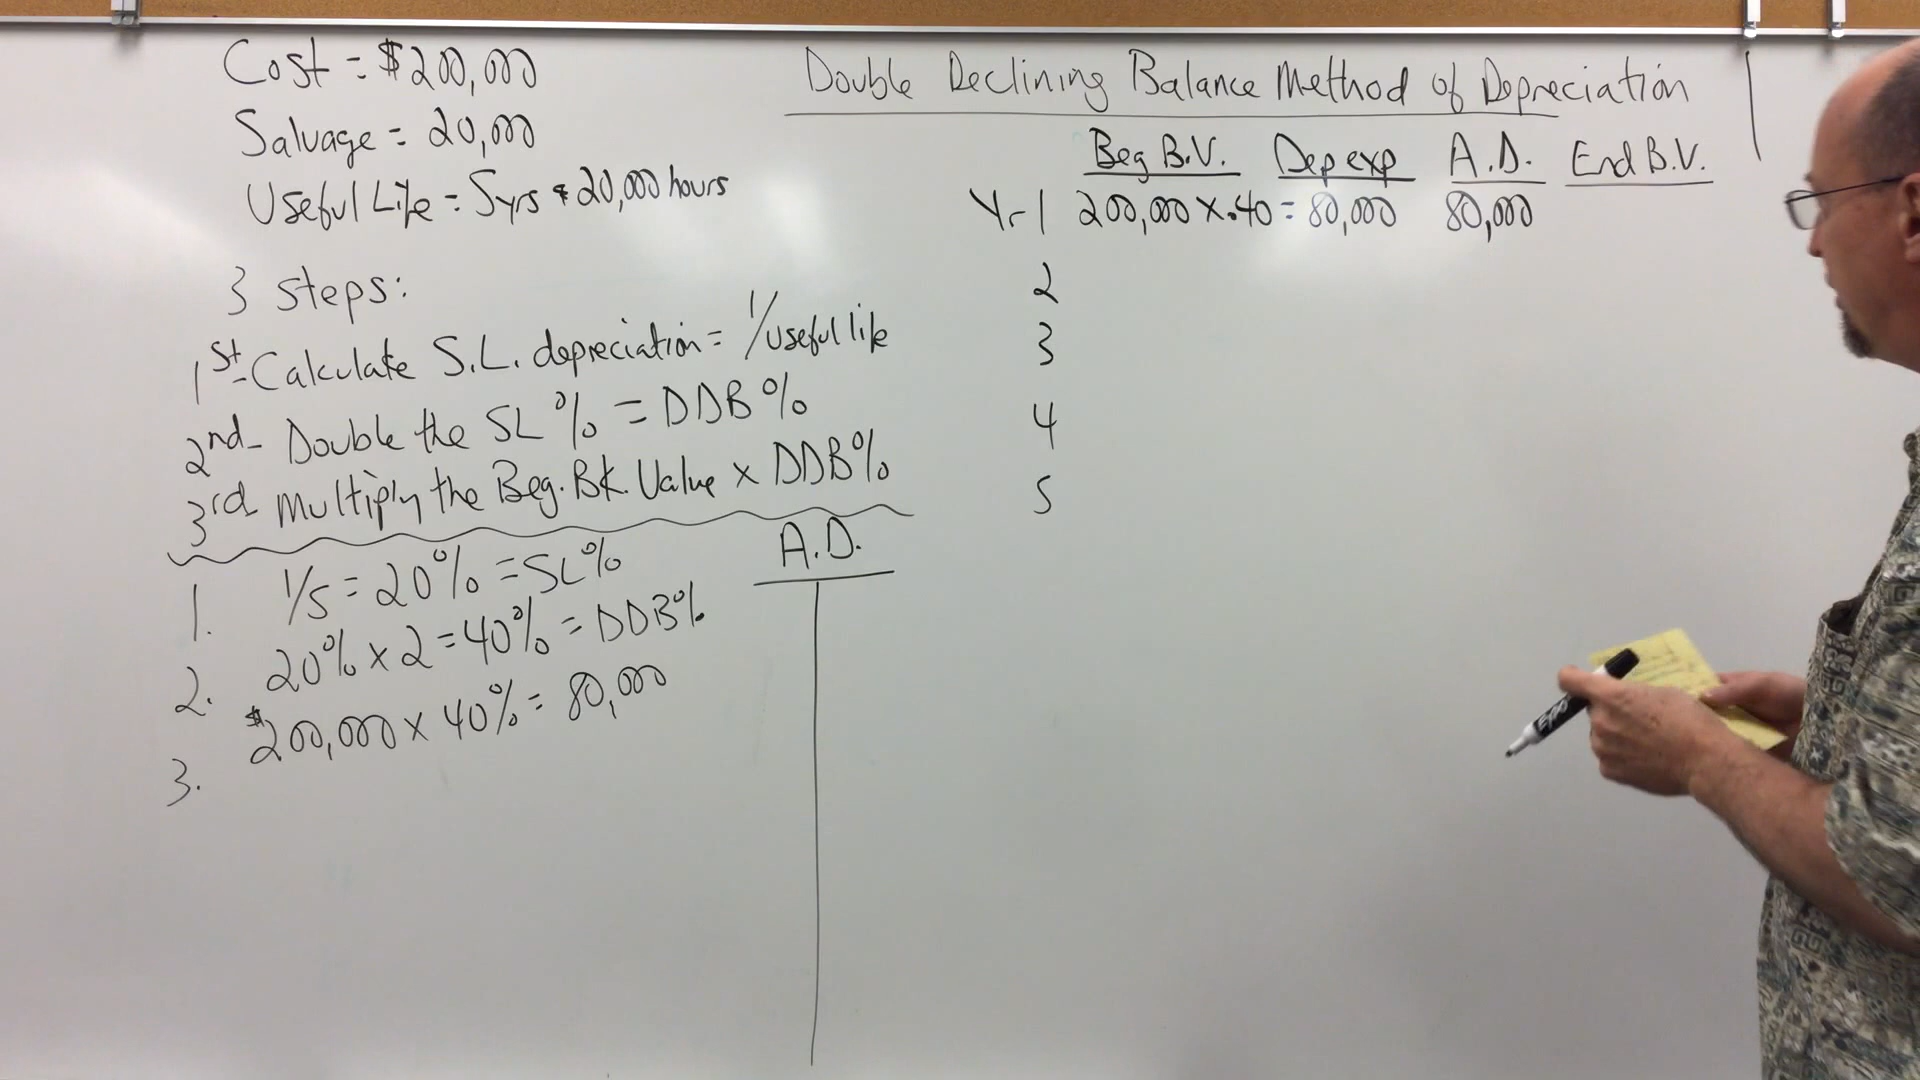 Cost = $200,000
Salvage = 20,000
Useful Life = 5yrs & 20,000 hours
3 steps:
1st - Calculate S.L. depreciation = 1/useful life
2nd - Double the SL % = DDB %
3rd Multiply the Beg. Bk. Value x DDB%
1. 1/5 = 20% = SL%
2. 20% x 2 = 40% = DDB%
3. $200,000 x 40% = 80,000
A.D.
Double Declining Balance Method of Depreciation
Beg B.V. Dep exp A.D. End B.V.
Yr 1 200,000 x .40 = 80,000 80,000
2
3
4
5
EXPO